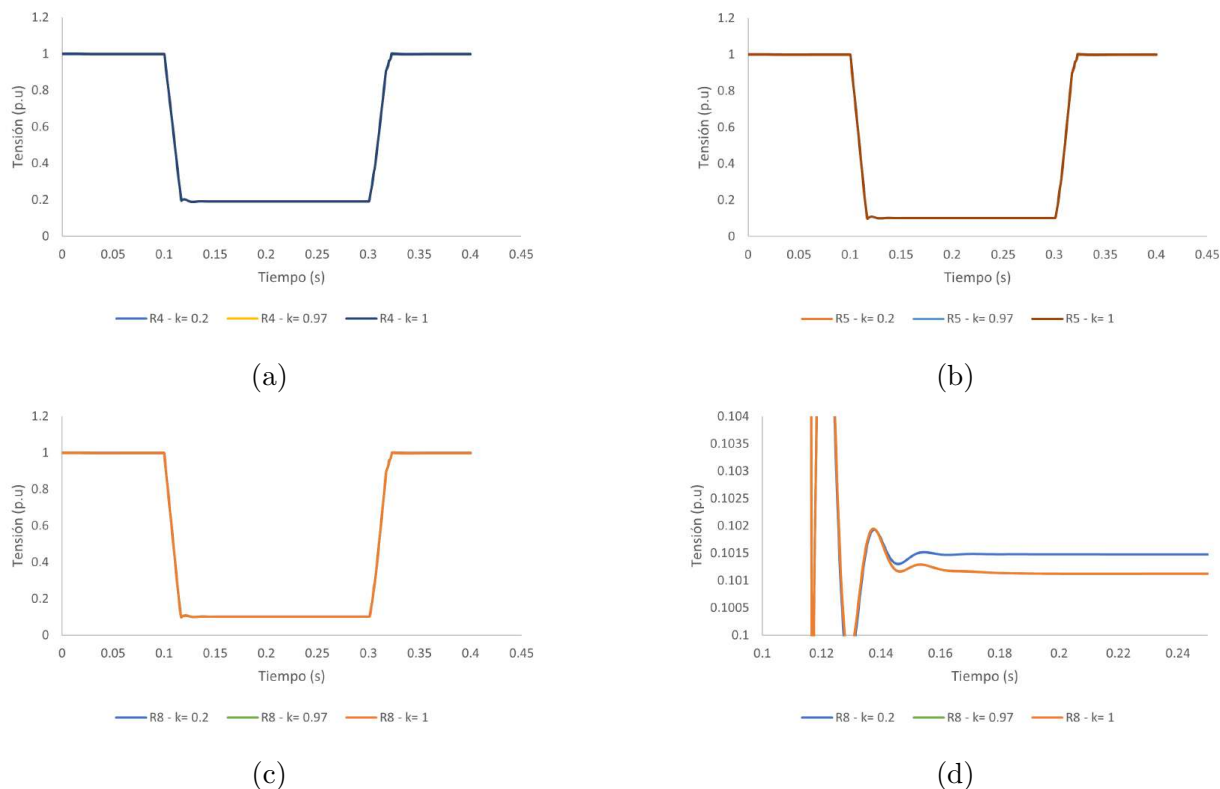 1.2
1
0.8
0.6
0.4
0.2
0
Tensión (p.u)
0 0.05 0.1 0.15 0.2 0.25 0.3 0.35 0.4 0.45
Tiempo (s)
R4 - k= 0.2 R4 - k= 0.97 R4 - k= 1
(a)
1.2
1
0.8
0.6
0.4
0.2
0
Tensión (p.u)
0 0.05 0.1 0.15 0.2 0.25 0.3 0.35 0.4 0.45
Tiempo (s)
R5 - k= 0.2 R5 - k= 0.97 R5 - k= 1
(b)
1.2
1
0.8
0.6
0.4
0.2
0
Tensión (p.u)
0 0.05 0.1 0.15 0.2 0.25 0.3 0.35 0.4 0.45
Tiempo (s)
R8 - k= 0.2 R8 - k= 0.97 R8 - k= 1
(c)
0.104
0.1035
0.103
0.1025
0.102
0.1015
0.101
0.1005
0.1
Tensión (p.u)
0.1 0.12 0.14 0.16 0.18 0.2 0.22 0.24
Tiempo (s)
R8 - k= 0.2 R8 - k= 0.97 R8 - k= 1
(d)